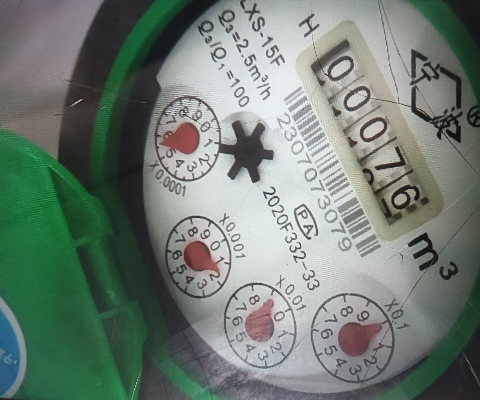 LXS-15F
Q₃=2.5m³/h
Q₃/Q₁=100
H
00076
m³
2307073079
PA
2020F332-33
X0.0001
X0.001
X0.01
X0.1